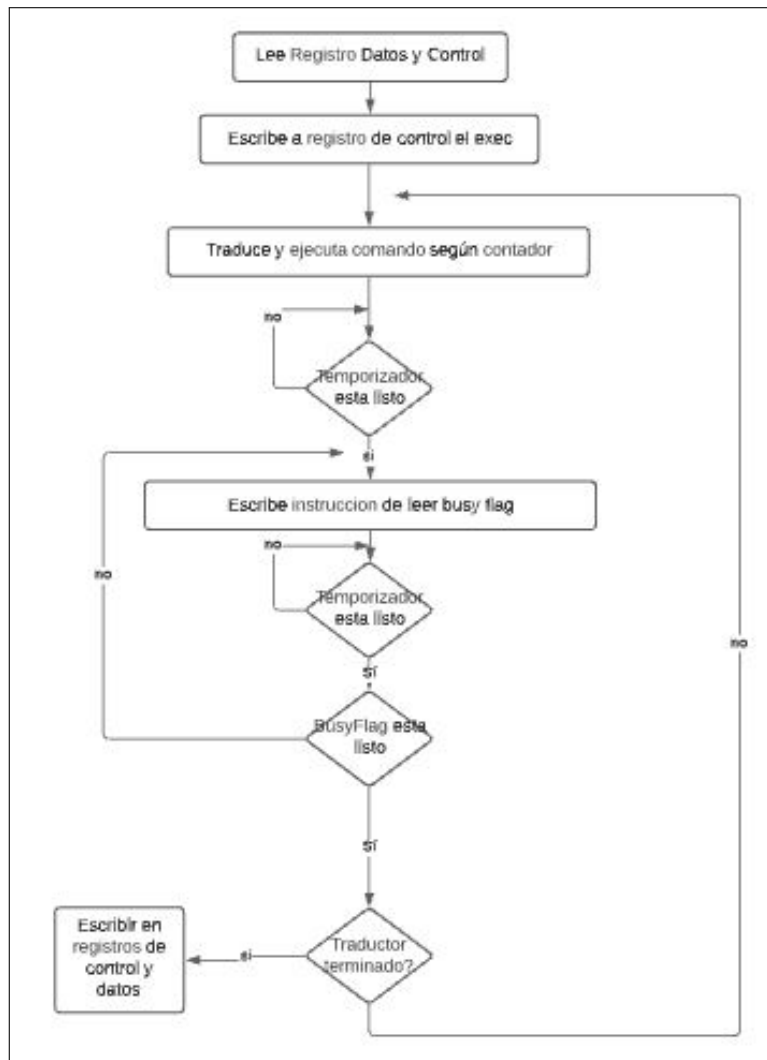 Lee Registro Datos y Control
Escribe a registro de control el exec
Traduce y ejecuta comando según contador
no
Temporizador
esta listo
si
Escribe instruccion de leer busy flag
no
no
Temporizador
esta listo
no
Sí
BusyFlag esta
listo
Sí
Escribir en
registros de
control y
datos
si
Traductor
terminado?